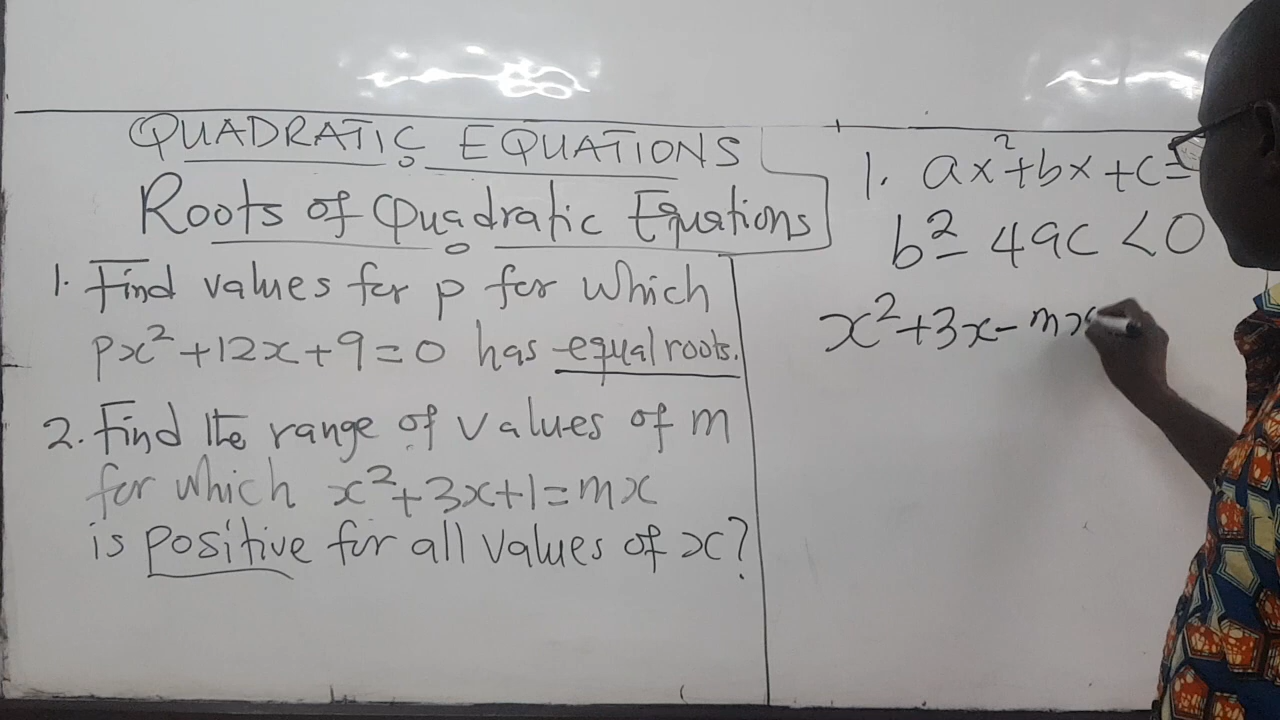 QUADRATIC EQUATIONS
Roots of Quadratic Equations
1. Find values for p for which
px²+12x+9=0 has equal roots.
2. Find the range of values of m
for which x²+3x+1=mx
is positive for all values of x?
1. ax²+bx+c=
b²-4ac<0
x²+3x-mx